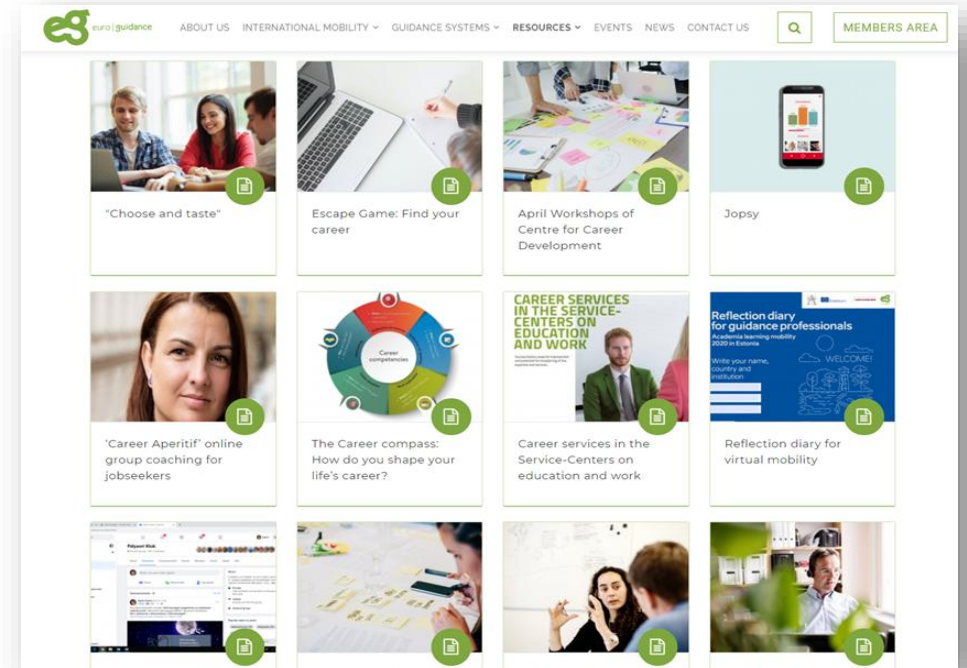 euro|guidance
ABOUT US
INTERNATIONAL MOBILITY
GUIDANCE SYSTEMS
RESOURCES
EVENTS
NEWS
CONTACT US
MEMBERS AREA
"Choose and taste"
Escape Game: Find your
career
April Workshops of
Centre for Career
Development
Jopsy
Career
competencies
CAREER SERVICES
IN THE SERVICE-
CENTERS ON
EDUCATION
AND WORK
Reflection diary
for guidance professionals
Academia learning mobility
2020 in Estonia
Write your name,
country and
institution
WELCOME!
'Career Aperitif' online
group coaching for
jobseekers
The Career compass:
How do you shape your
life's career?
Career services in the
Service-Centers on
education and work
Reflection diary for
virtual mobility